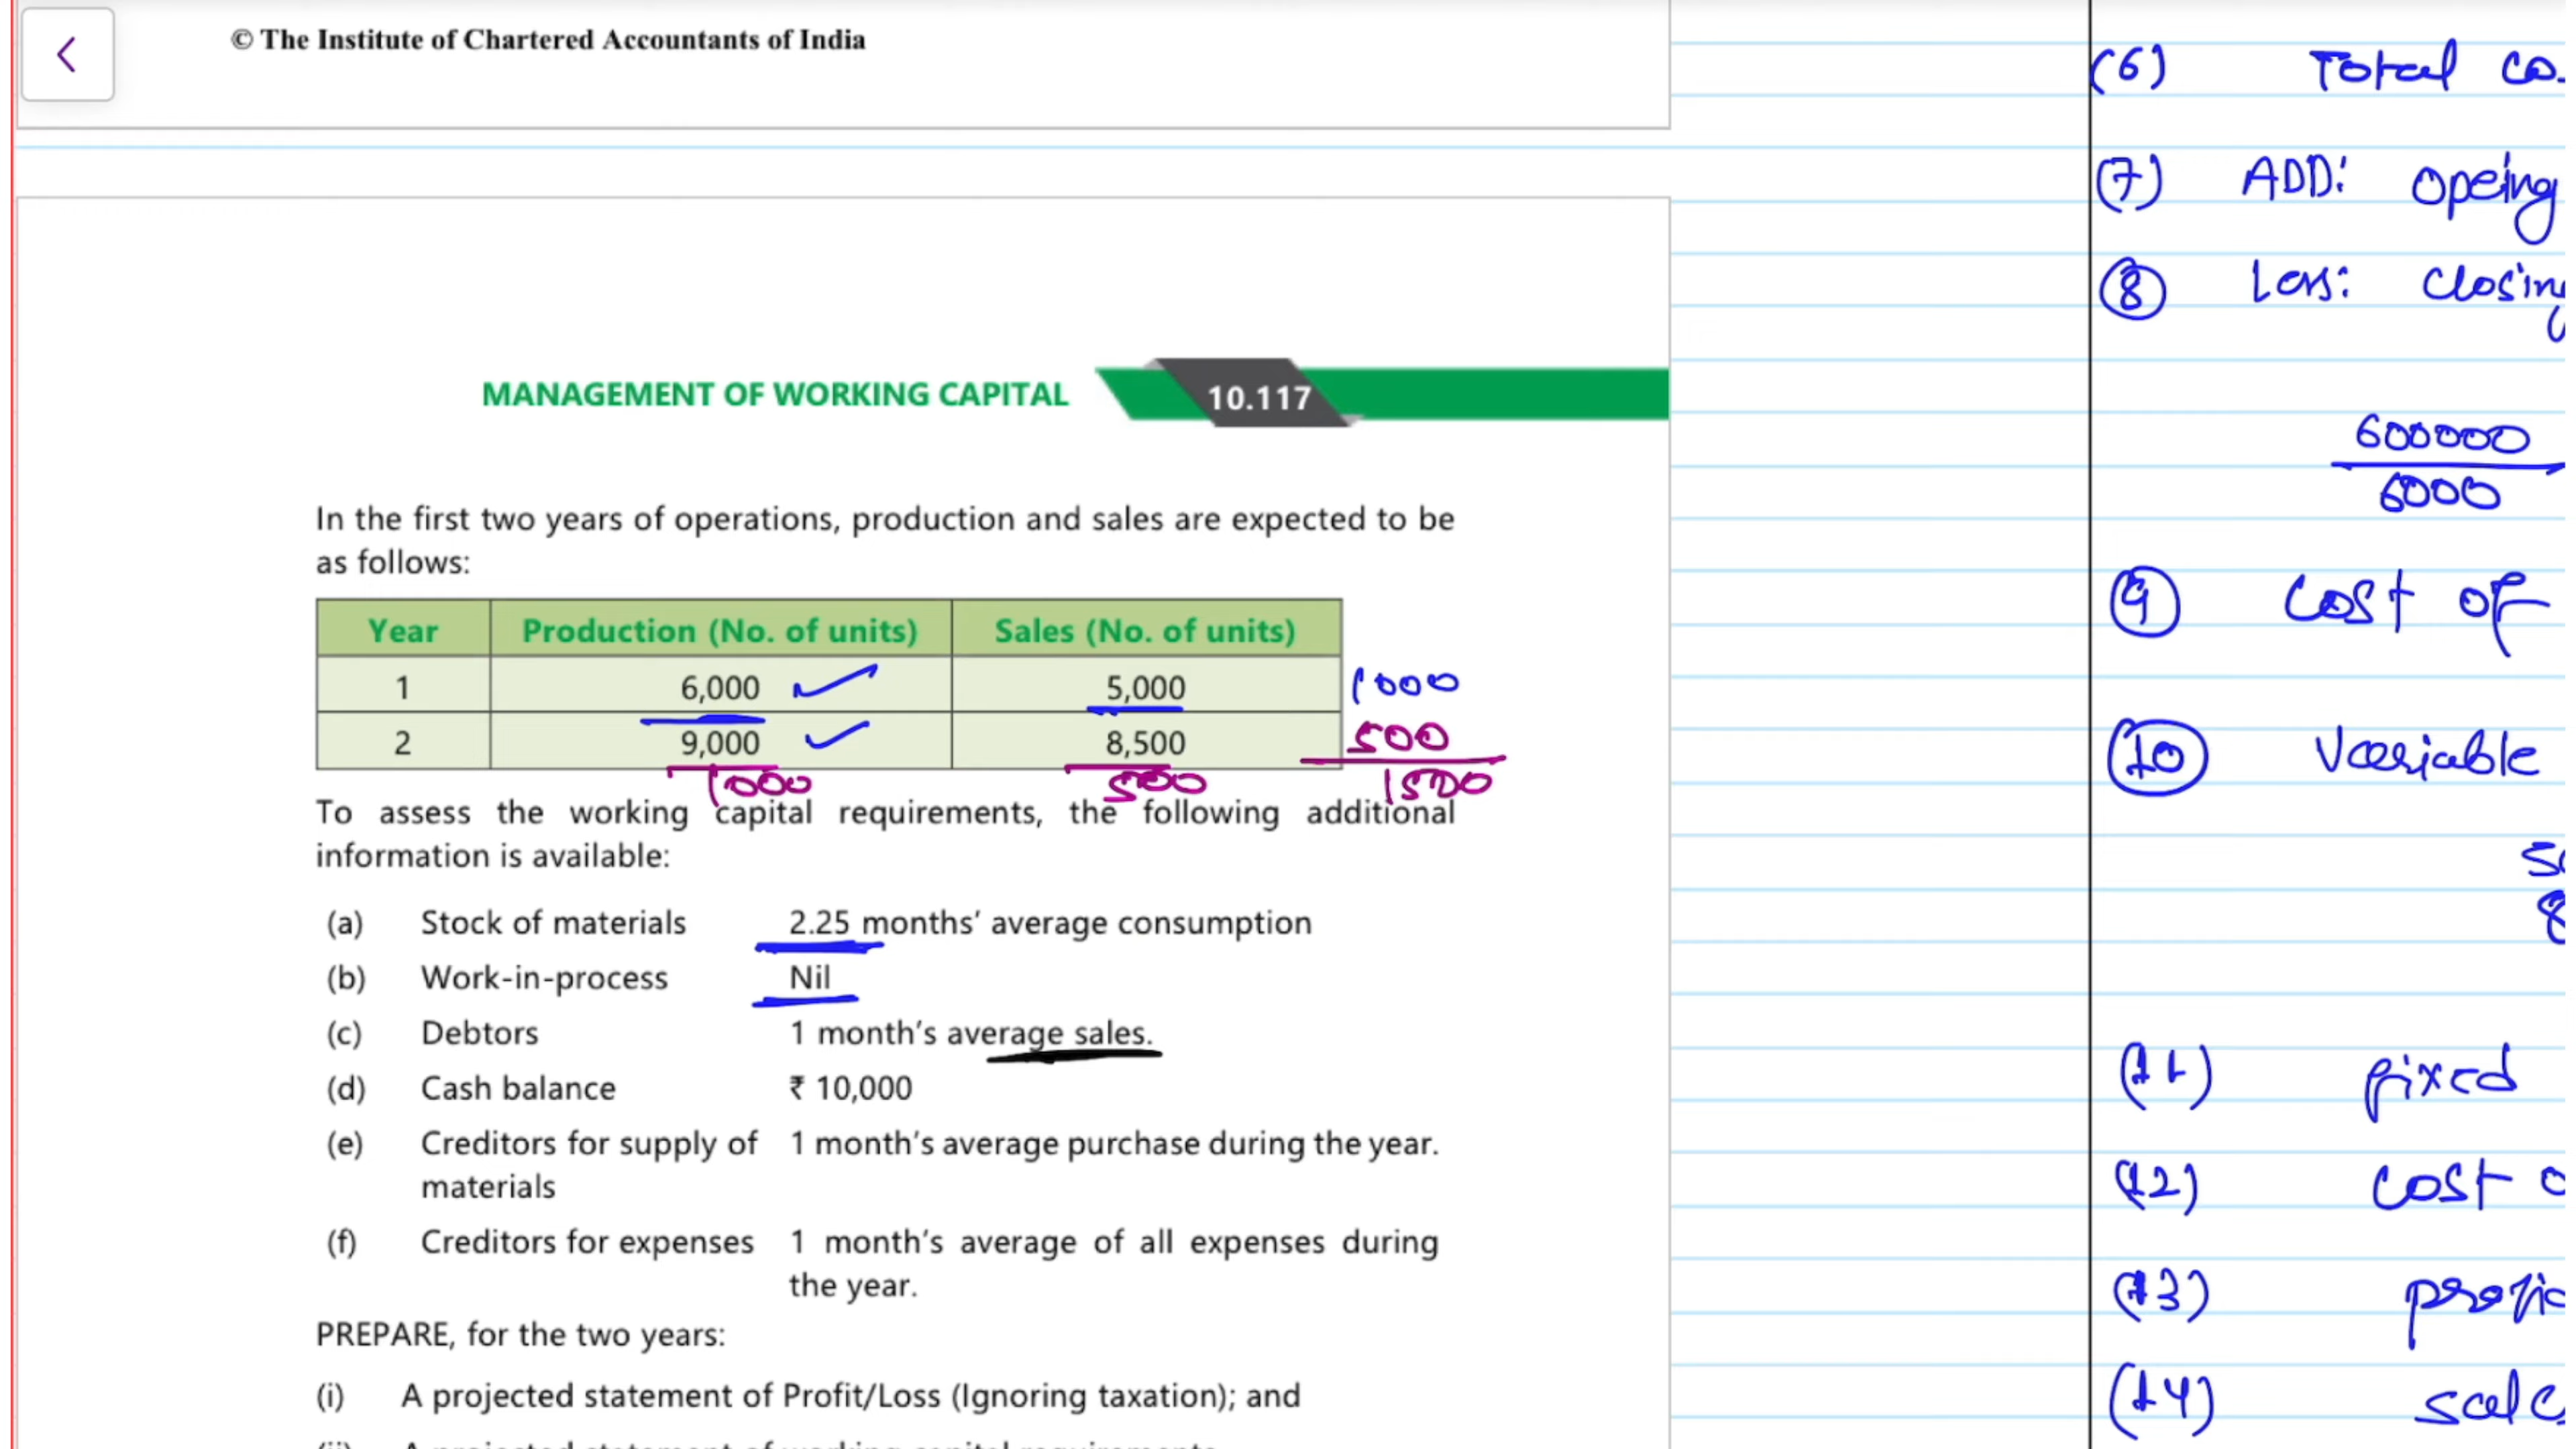 © The Institute of Chartered Accountants of India
MANAGEMENT OF WORKING CAPITAL 10.117
In the first two years of operations, production and sales are expected to be
as follows:
Year Production (No. of units) Sales (No. of units)
1 6,000 5,000 1000
2 9,000 8,500 500
1000 500 1500
To assess the working capital requirements, the following additional
information is available:
(a) Stock of materials 2.25 months' average consumption
(b) Work-in-process Nil
(c) Debtors 1 month's average sales.
(d) Cash balance ₹ 10,000
(e) Creditors for supply of 1 month's average purchase during the year.
materials
(f) Creditors for expenses 1 month's average of all expenses during
the year.
PREPARE, for the two years:
(i) A projected statement of Profit/Loss (Ignoring taxation); and
(6) Total co
(7) ADD: opeing
(8) Less: closing
600000
6000
(9) Cost of
(10) Variable
(11) fixed
(12) cost o
(13)
(14)